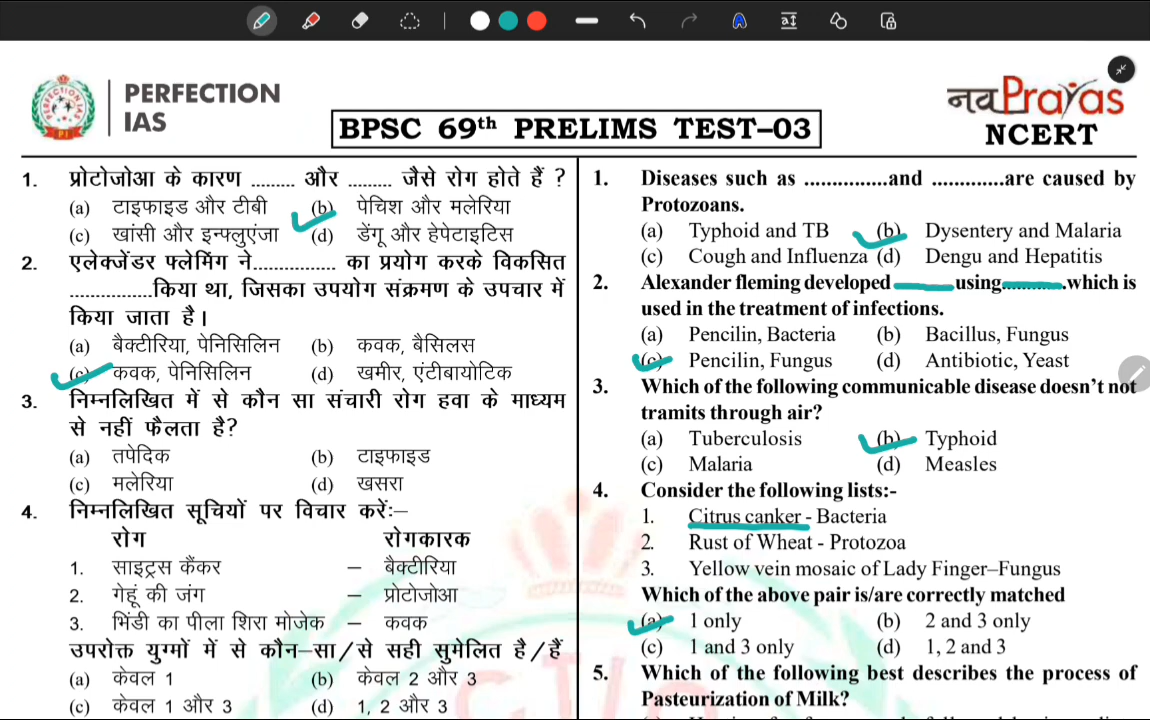 PERFECTION
IAS
BPSC 69th PRELIMS TEST–03
नवPrayas
NCERT
1. प्रोटोजोआ के कारण ........ और ........ जैसे रोग होते हैं ?
(a) टाइफाइड और टीबी (b) पेचिश और मलेरिया
(c) खांसी और इन्फ्लुएंजा (d) डेंगू और हेपेटाइटिस
2. एलेक्जेंडर फ्लेमिंग ने............... का प्रयोग करके विकसित
...............किया था, जिसका उपयोग संक्रमण के उपचार में
किया जाता है।
(a) बैक्टीरिया, पेनिसिलिन (b) कवक, बैसिलस
(c) कवक, पेनिसिलिन (d) खमीर, एंटीबायोटिक
3. निम्नलिखित में से कौन सा संचारी रोग हवा के माध्यम
से नहीं फैलता है?
(a) तपेदिक (b) टाइफाइड
(c) मलेरिया (d) खसरा
4. निम्नलिखित सूचियों पर विचार करें:–
रोग रोगकारक
1. साइट्रस कैंकर – बैक्टीरिया
2. गेहूं की जंग – प्रोटोजोआ
3. भिंडी का पीला शिरा मोजेक – कवक
उपरोक्त युग्मों में से कौन–सा/से सही सुमेलित है/हैं
(a) केवल 1 (b) केवल 2 और 3
(c) केवल 1 और 3 (d) 1, 2 और 3
1. Diseases such as ...............and .............are caused by
Protozoans.
(a) Typhoid and TB (b) Dysentery and Malaria
(c) Cough and Influenza (d) Dengu and Hepatitis
2. Alexander fleming developed using...........which is
used in the treatment of infections.
(a) Pencilin, Bacteria (b) Bacillus, Fungus
(c) Pencilin, Fungus (d) Antibiotic, Yeast
3. Which of the following communicable disease doesn’t not
tramits through air?
(a) Tuberculosis (b) Typhoid
(c) Malaria (d) Measles
4. Consider the following lists:-
1. Citrus canker - Bacteria
2. Rust of Wheat - Protozoa
3. Yellow vein mosaic of Lady Finger–Fungus
Which of the above pair is/are correctly matched
(a) 1 only (b) 2 and 3 only
(c) 1 and 3 only (d) 1, 2 and 3
5. Which of the following best describes the process of
Pasteurization of Milk?